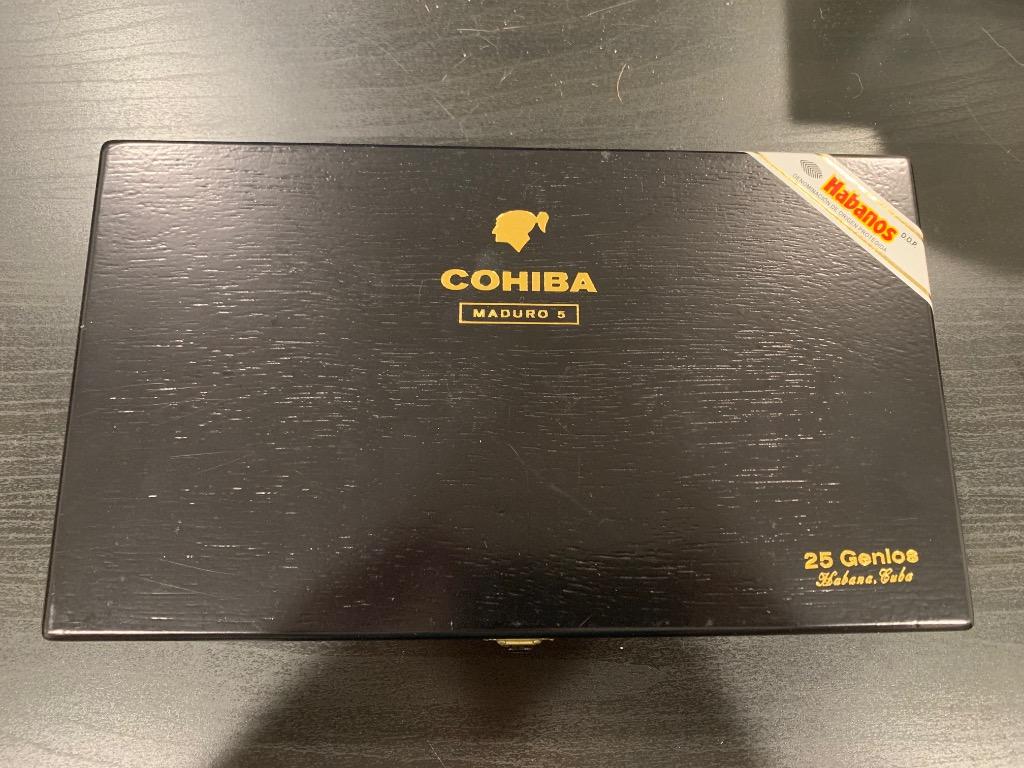 Habanos
DENOMINACIÓN DE ORIGEN PROTEGIDA
D.O.P.
COHIBA
MADURO 5
25 Genios
Habana, Cuba